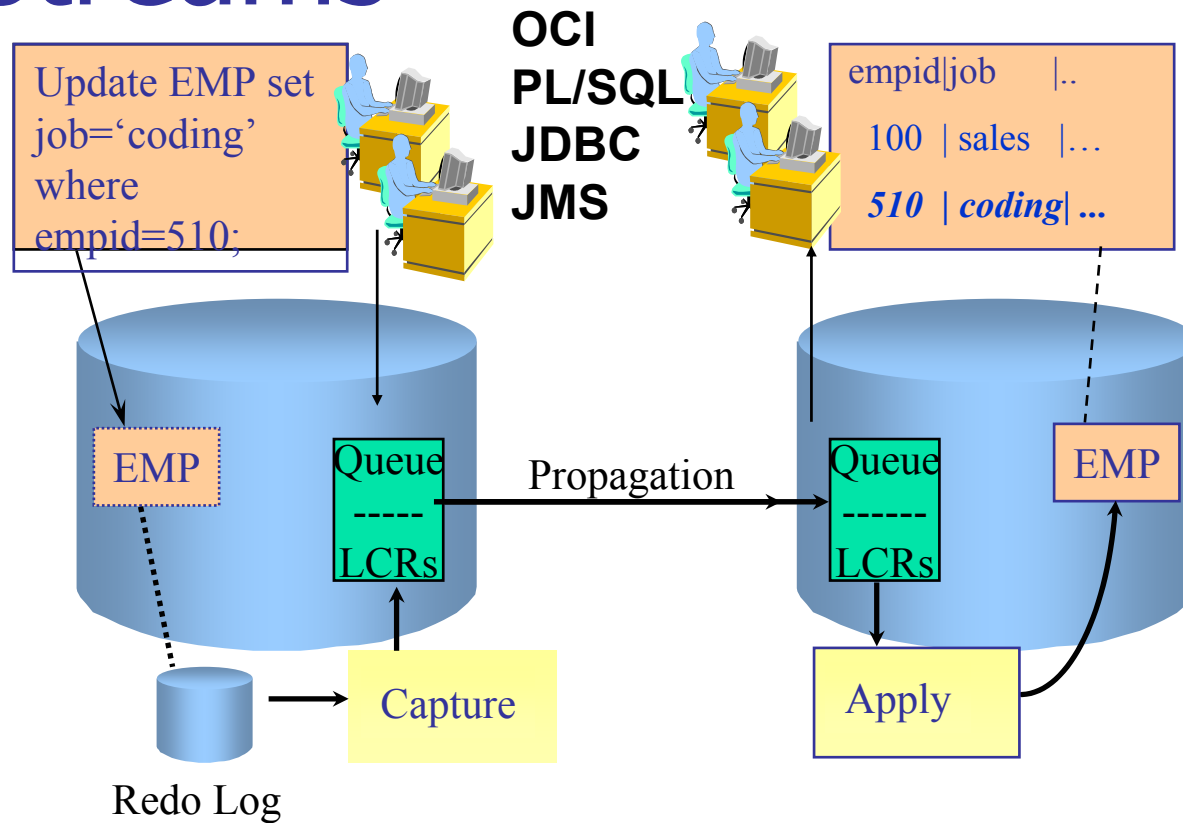 OCI
PL/SQL
JDBC
JMS
Update EMP set
job=‘coding’
where
empid=510;
empid|job |..
100 | sales |…
510 | coding| ...
EMP
Queue
-----
LCRs
Propagation
Queue
------
LCRs
EMP
Capture
Apply
Redo Log